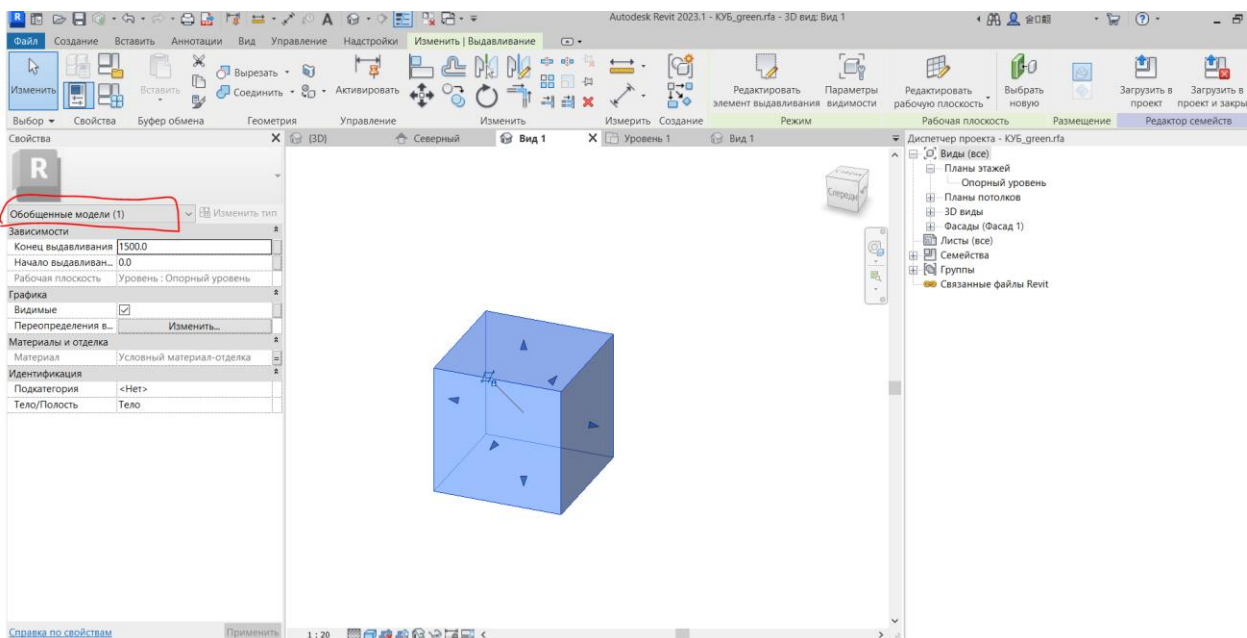 Autodesk Revit 2023.1 - КУБ_green.rfa - 3D вид: Вид 1
Файл Создание Вставить Аннотации Вид Управление Надстройки Изменить | Выдавливание
Изменить
Вставить
Вырезать
Соединить
Активировать
Редактировать элемент выдавливания
Параметры видимости
Редактировать рабочую плоскость
Выбрать новую
Загрузить в проект
Загрузить в проект и закры
Выбор Свойства Буфер обмена Геометрия Управление Изменить Измерить Создание Режим Рабочая плоскость Размещение Редактор семейств
Свойства
{3D} Северный Вид 1 Уровень 1 Вид 1
Диспетчер проекта - КУБ_green.rfa
R
Обобщенные модели (1) Изменить тип
Зависимости
Конец выдавливания 1500.0
Начало выдавливан... 0.0
Рабочая плоскость Уровень : Опорный уровень
Графика
Видимые
Переопределения в... Изменить...
Материалы и отделка
Материал Условный материал-отделка
Идентификация
Подкатегория <Нет>
Тело/Полость Тело
Справка по свойствам Применить
Спереди
1 : 20
Виды (все)
Планы этажей
Опорный уровень
Планы потолков
3D виды
Фасады (Фасад 1)
Листы (все)
Семейства
Группы
Связанные файлы Revit